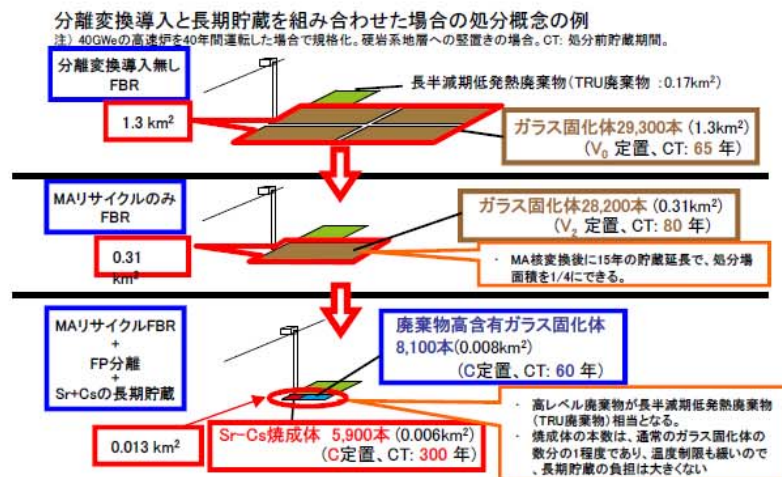 分離変換導入と長期貯蔵を組み合わせた場合の処分概念の例
注) 40GWeの高速炉を40年間運転した場合で規格化。硬岩系地層への竪置きの場合。CT: 処分前貯蔵期間。
分離変換導入無し
FBR
長半減期低発熱廃棄物(TRU廃棄物 :0.17km²)
1.3 km²
ガラス固化体29,300本 (1.3km²)
(V₀ 定置、CT: 65 年)
MAリサイクルのみ
FBR
ガラス固化体28,200本 (0.31km²)
(V₂ 定置、CT: 80 年)
0.31
km²
・ MA核変換後に15年の貯蔵延長で、処分場
面積を1/4にできる。
MAリサイクルFBR
+
FP分離
+
Sr+Csの長期貯蔵
廃棄物高含有ガラス固化体
8,100本(0.008km²)
(C定置、CT: 60 年)
0.013 km²
Sr-Cs焼成体 5,900本 (0.006km²)
(C定置、CT: 300 年)
・ 高レベル廃棄物が長半減期低発熱廃棄物
(TRU廃棄物)相当となる。
・ 焼成体の本数は、通常のガラス固化体の
数分の1程度であり、温度制限も緩いので
、長期貯蔵の負担は大きくない